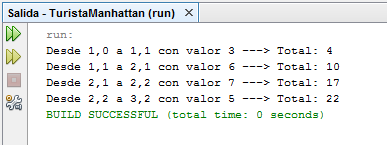 Salida - TuristaManhattan (run)
run:
Desde 1,0 a 1,1 con valor 3 ---> Total: 4
Desde 1,1 a 2,1 con valor 6 ---> Total: 10
Desde 2,1 a 2,2 con valor 7 ---> Total: 17
Desde 2,2 a 3,2 con valor 5 ---> Total: 22
BUILD SUCCESSFUL (total time: 0 seconds)